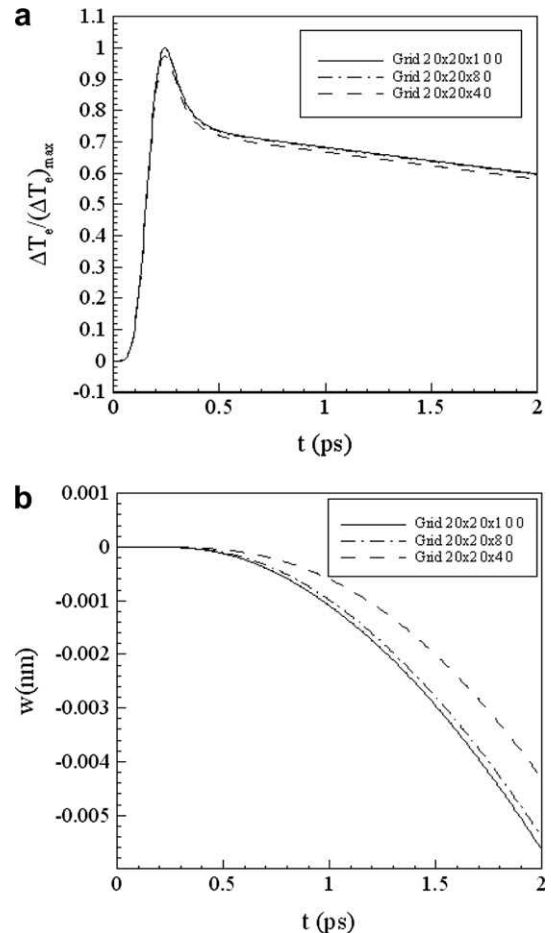 a
1.1
1
0.9
0.8
0.7
0.6
0.5
0.4
0.3
0.2
0.1
0
-0.1
ΔTe/(ΔTe)max
Grid 20x20x100
Grid 20x20x80
Grid 20x20x40
0
0.5
1
1.5
2
t (ps)
b
0.001
0
-0.001
-0.002
-0.003
-0.004
-0.005
w(nm)
Grid 20x20x100
Grid 20x20x80
Grid 20x20x40
0
0.5
1
1.5
2
t (ps)